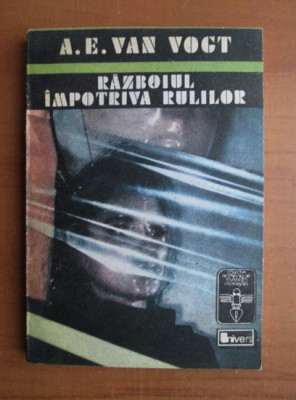 A.E. VAN VOGT
RĂZBOIUL
ÎMPOTRIVA RULILOR
Univers